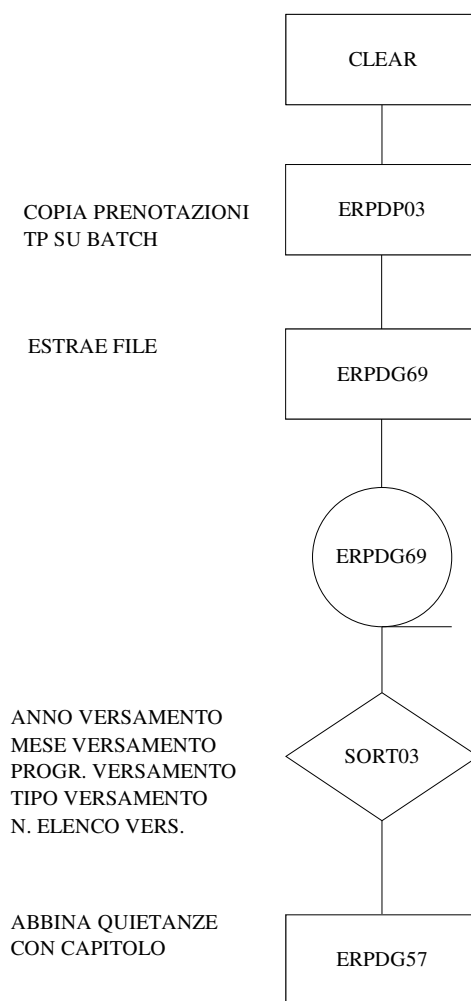 CLEAR
COPIA PRENOTAZIONI
TP SU BATCH
ERPDP03
ESTRAE FILE
ERPDG69
ERPDG69
ANNO VERSAMENTO
MESE VERSAMENTO
PROGR. VERSAMENTO
TIPO VERSAMENTO
N. ELENCO VERS.
SORT03
ABBINA QUIETANZE
CON CAPITOLO
ERPDG57